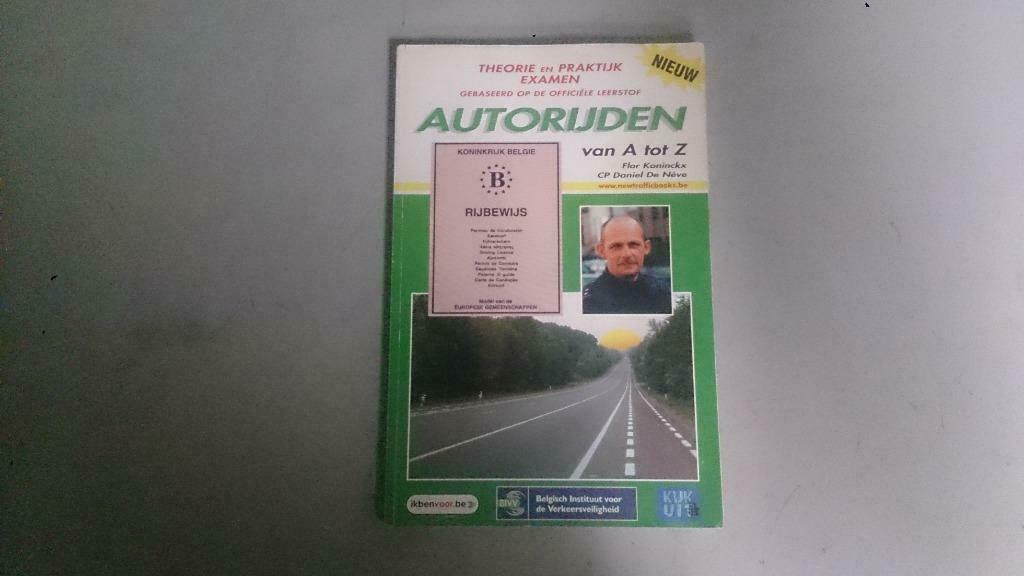 THEORIE EN PRAKTIJK
EXAMEN
GEBASEERD OP DE OFFICIËLE LEERSTOF
NIEUW
AUTORIJDEN
van A tot Z
Flor Koninckx
CP Daniel De Nève
www.newtrafficbooks.be
KONINKRIJK BELGIE
B
RIJBEWIJS
Model van de
EUROPESE GEMEENSCHAPPEN
ikbenvoor.be
BIVV
Belgisch Instituut voor
de Verkeersveiligheid
KIJK
UIT